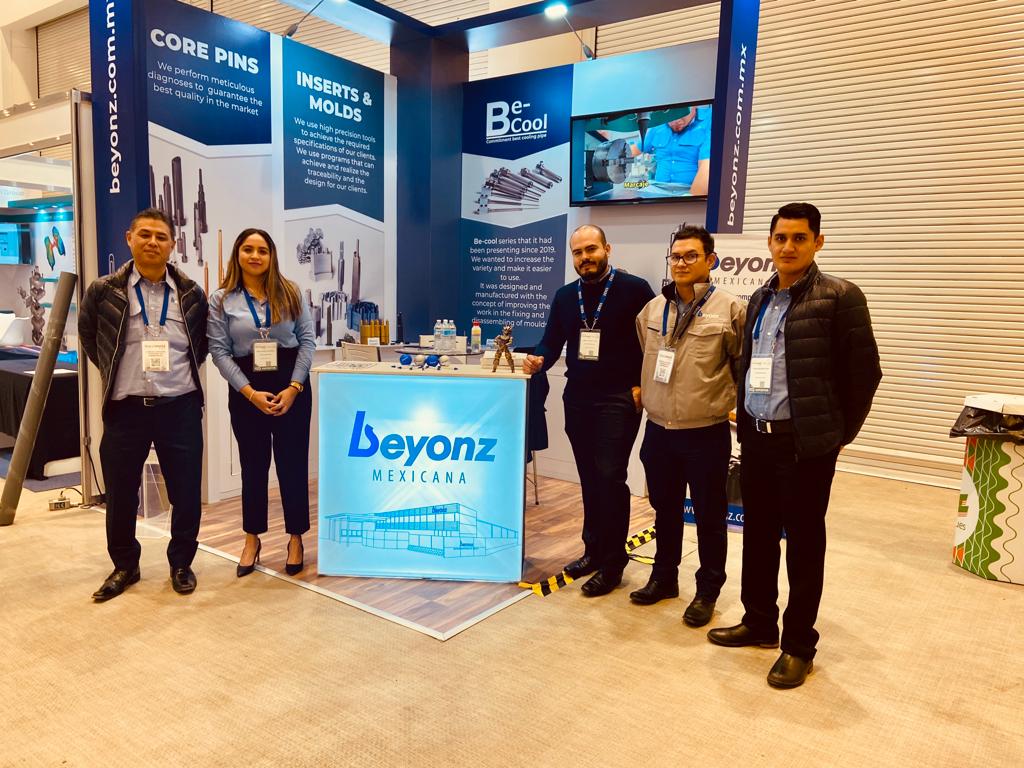 beyonz.com.mx
CORE PINS
We perform meticulous
diagnoses to guarantee the
best quality in the market
INSERTS &
MOLDS
We use high precision tools
to achieve the required
specifications of our clients.
We use programs that can
achieve and realize the
traceability and the
design for our clients.
Be-
Cool
Commitment best cooling pipe
Be-cool series that it had
been presenting since 2019.
We wanted to increase the
variety and make it easier
to use.
It was designed and
manufactured with the
concept of improving the
work in the fixing and
disassembling of moulds
Marcaje
beyonz.com.mx
beyonz
MEXICANA
beyonz
MEXICANA
beyonz